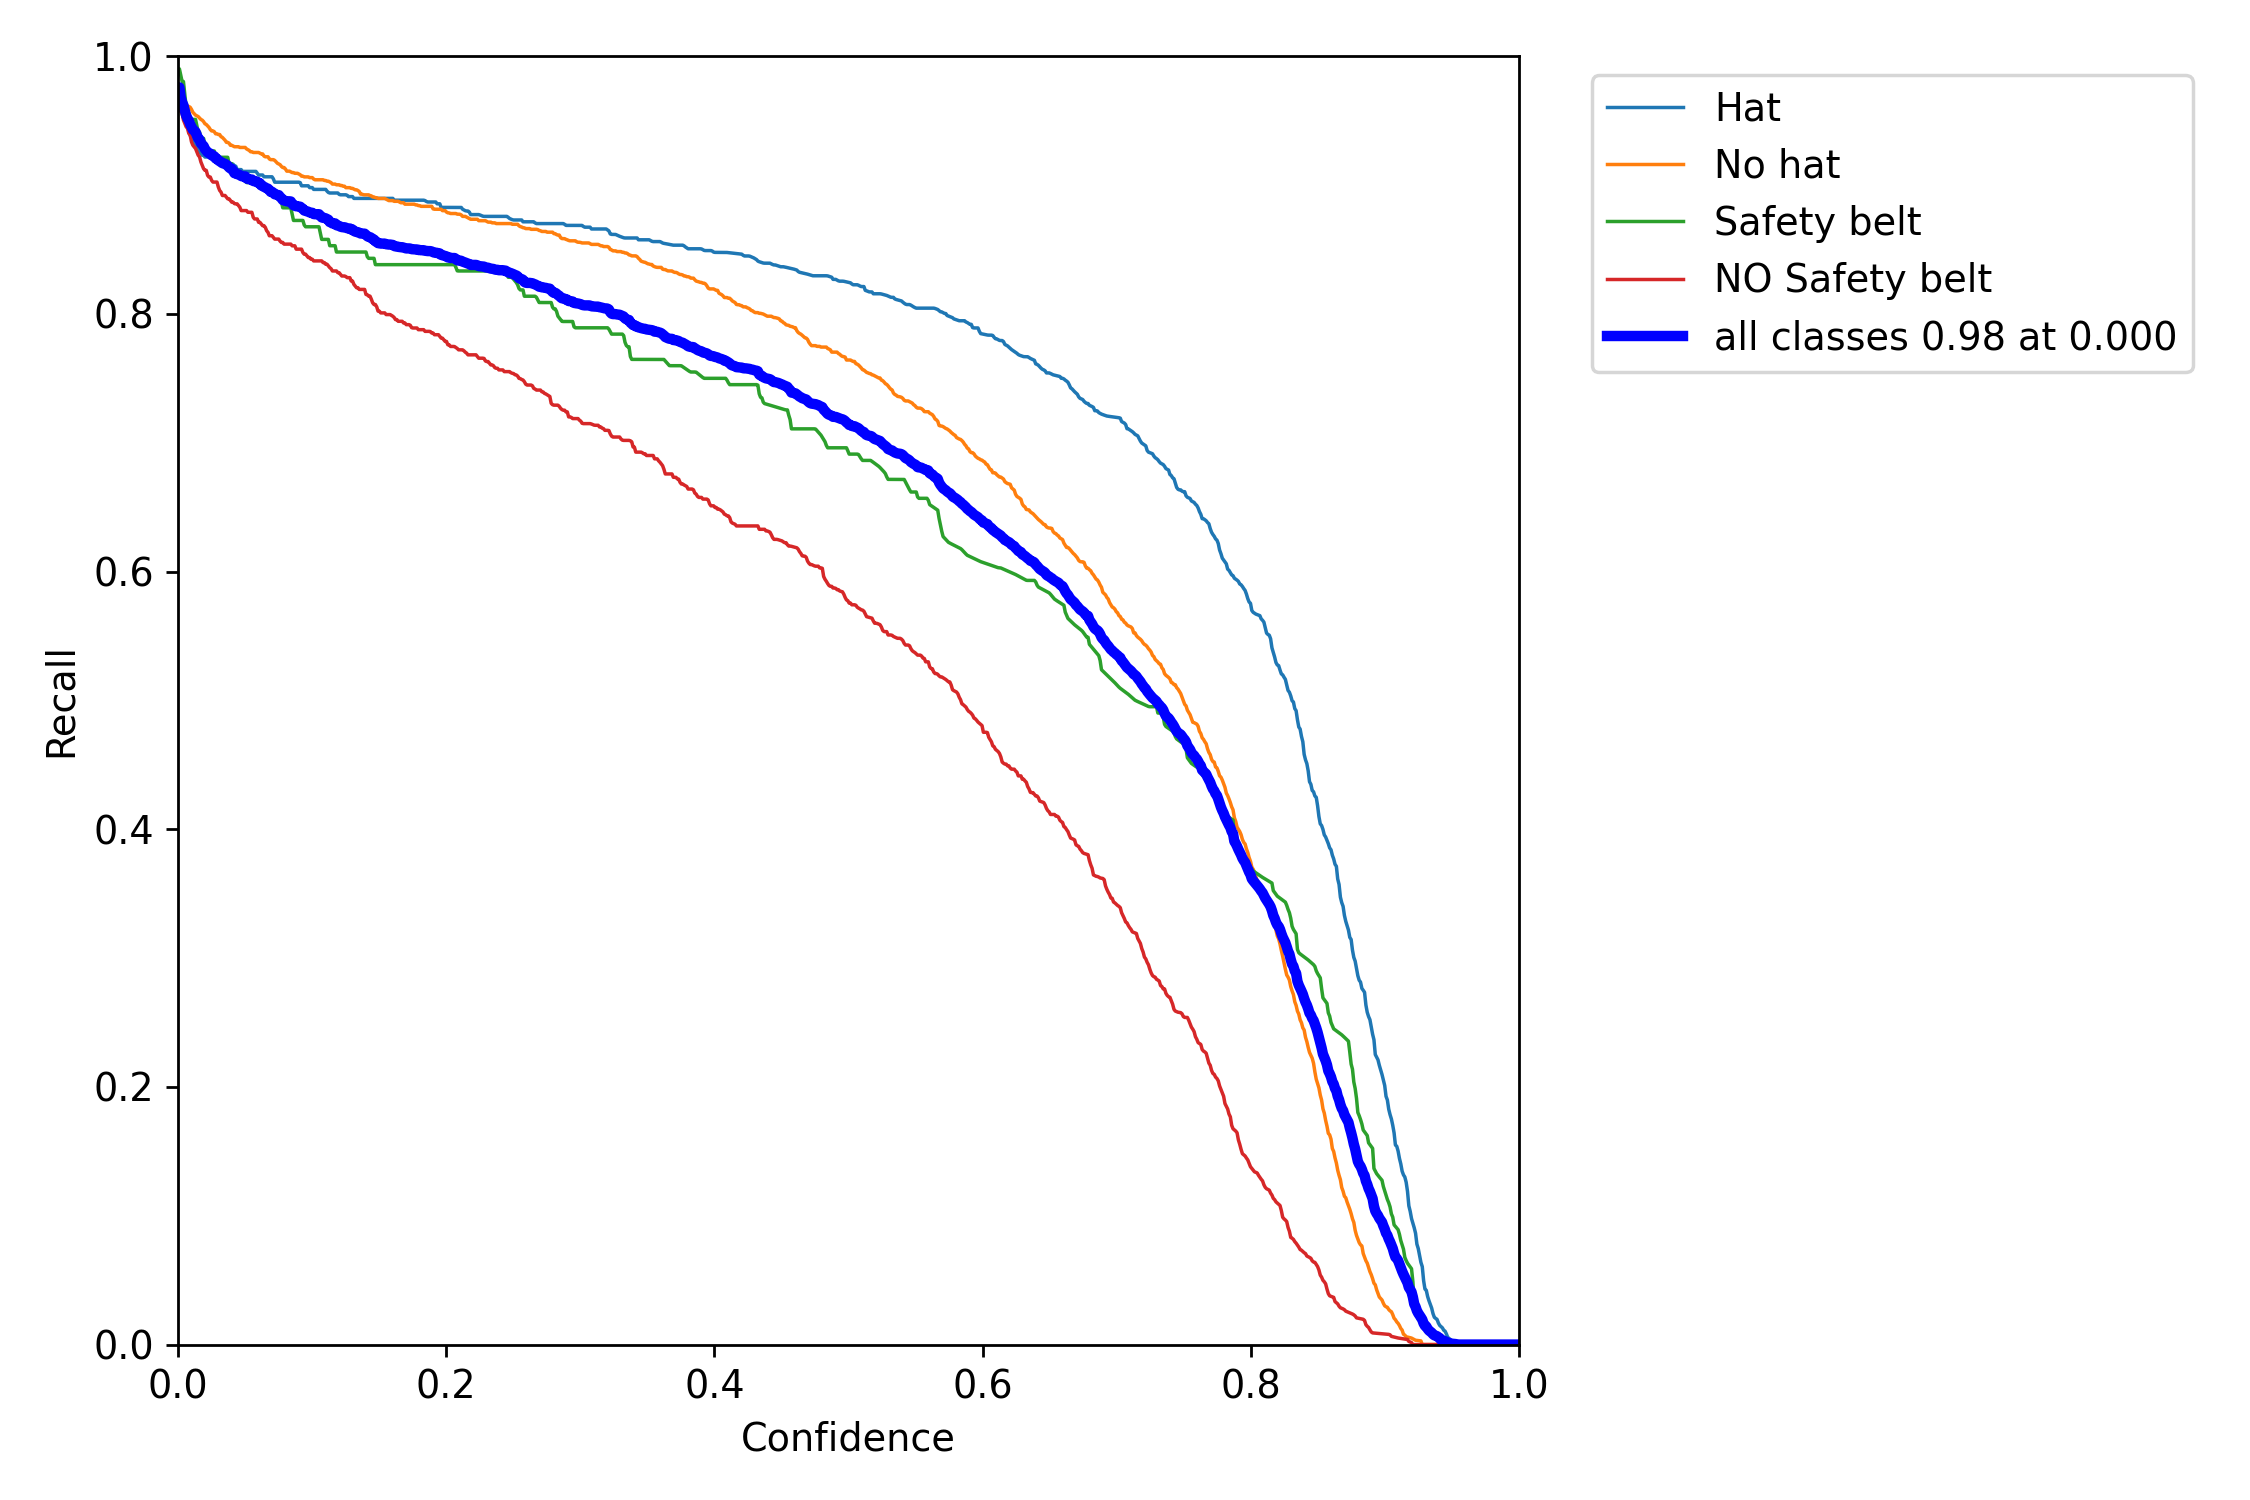 Hat
No hat
Safety belt
NO Safety belt
all classes 0.98 at 0.000
1.0
0.8
0.6
0.4
0.2
0.0
Recall
0.0 0.2 0.4 0.6 0.8 1.0
Confidence